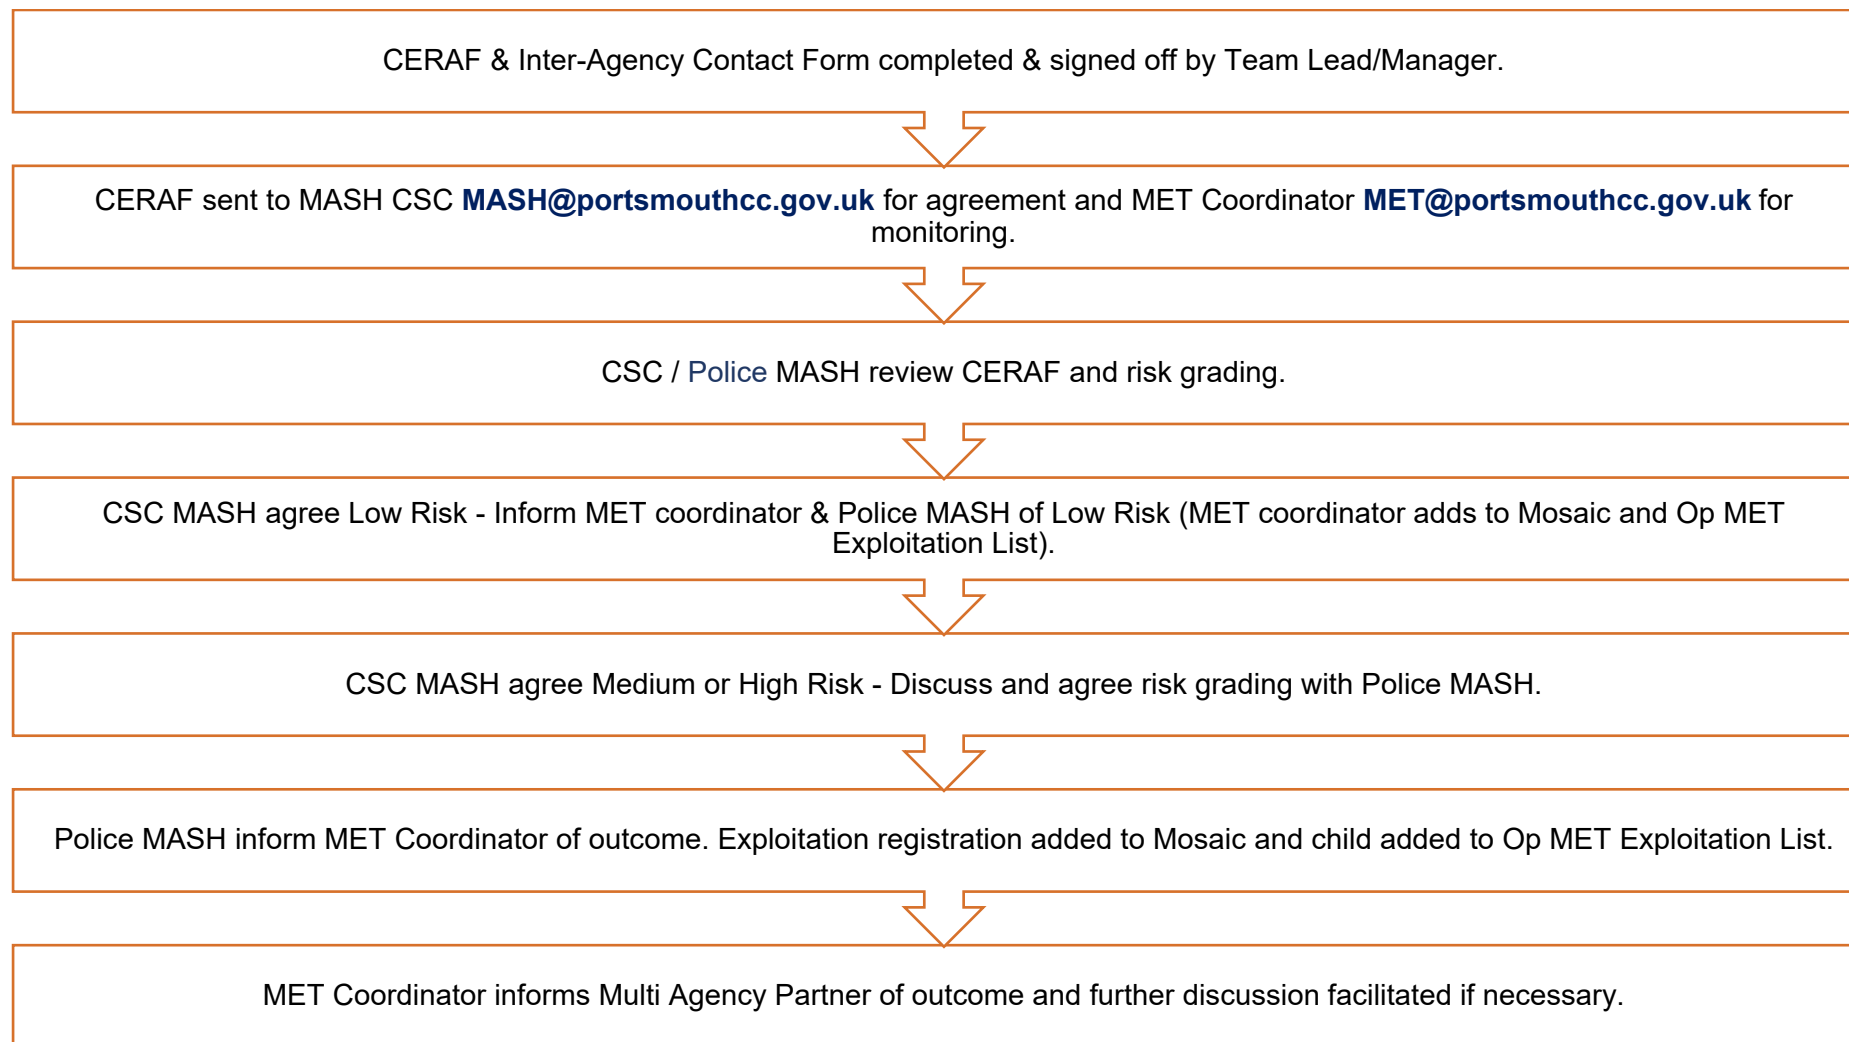 CERAF & Inter-Agency Contact Form completed & signed off by Team Lead/Manager.
CERAF sent to MASH CSC MASH@portsmouthcc.gov.uk for agreement and MET Coordinator MET@portsmouthcc.gov.uk for
monitoring.
CSC / Police MASH review CERAF and risk grading.
CSC MASH agree Low Risk - Inform MET coordinator & Police MASH of Low Risk (MET coordinator adds to Mosaic and Op MET
Exploitation List).
CSC MASH agree Medium or High Risk - Discuss and agree risk grading with Police MASH.
Police MASH inform MET Coordinator of outcome. Exploitation registration added to Mosaic and child added to Op MET Exploitation List.
MET Coordinator informs Multi Agency Partner of outcome and further discussion facilitated if necessary.